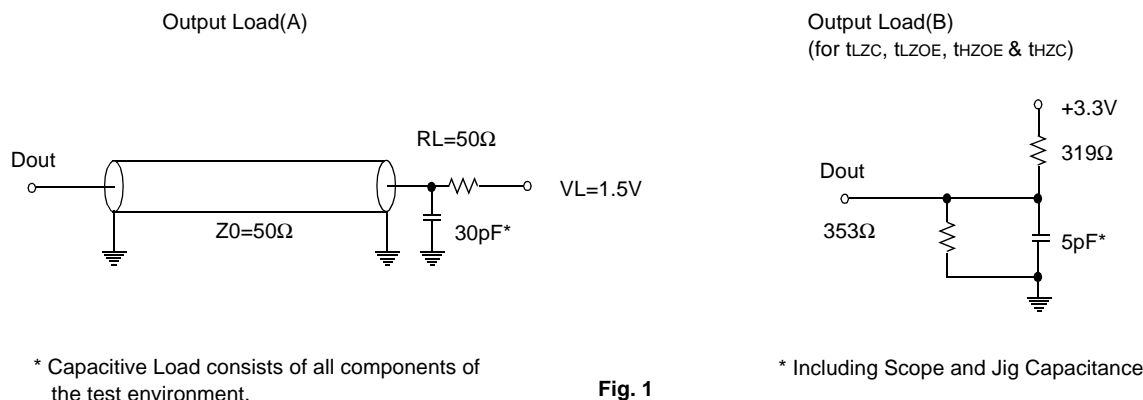 Output Load(A)
Dout
RL=50Ω
VL=1.5V
Z0=50Ω
30pF*
* Capacitive Load consists of all components of
the test environment.
Output Load(B)
(for tLZC, tLZOE, tHZOE & tHZC)
+3.3V
319Ω
Dout
353Ω
5pF*
* Including Scope and Jig Capacitance
Fig. 1